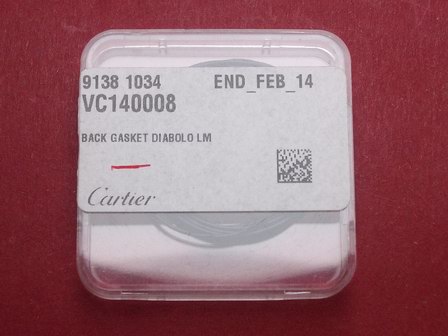 9138 1034 END_FEB_14
VC140008
BACK GASKET DIABOLO LM
Cartier